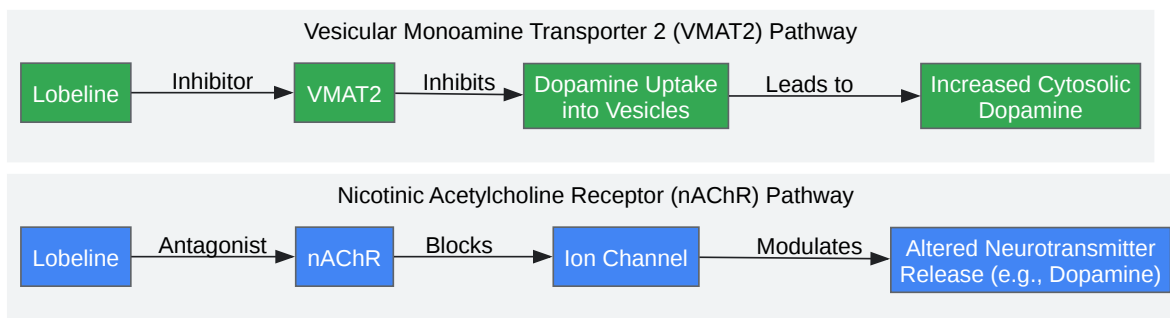 Vesicular Monoamine Transporter 2 (VMAT2) Pathway
Lobeline
Inhibitor
VMAT2
Inhibits
Dopamine Uptake
into Vesicles
Leads to
Increased Cytosolic
Dopamine
Nicotinic Acetylcholine Receptor (nAChR) Pathway
Lobeline
Antagonist
nAChR
Blocks
Ion Channel
Modulates
Altered Neurotransmitter
Release (e.g., Dopamine)